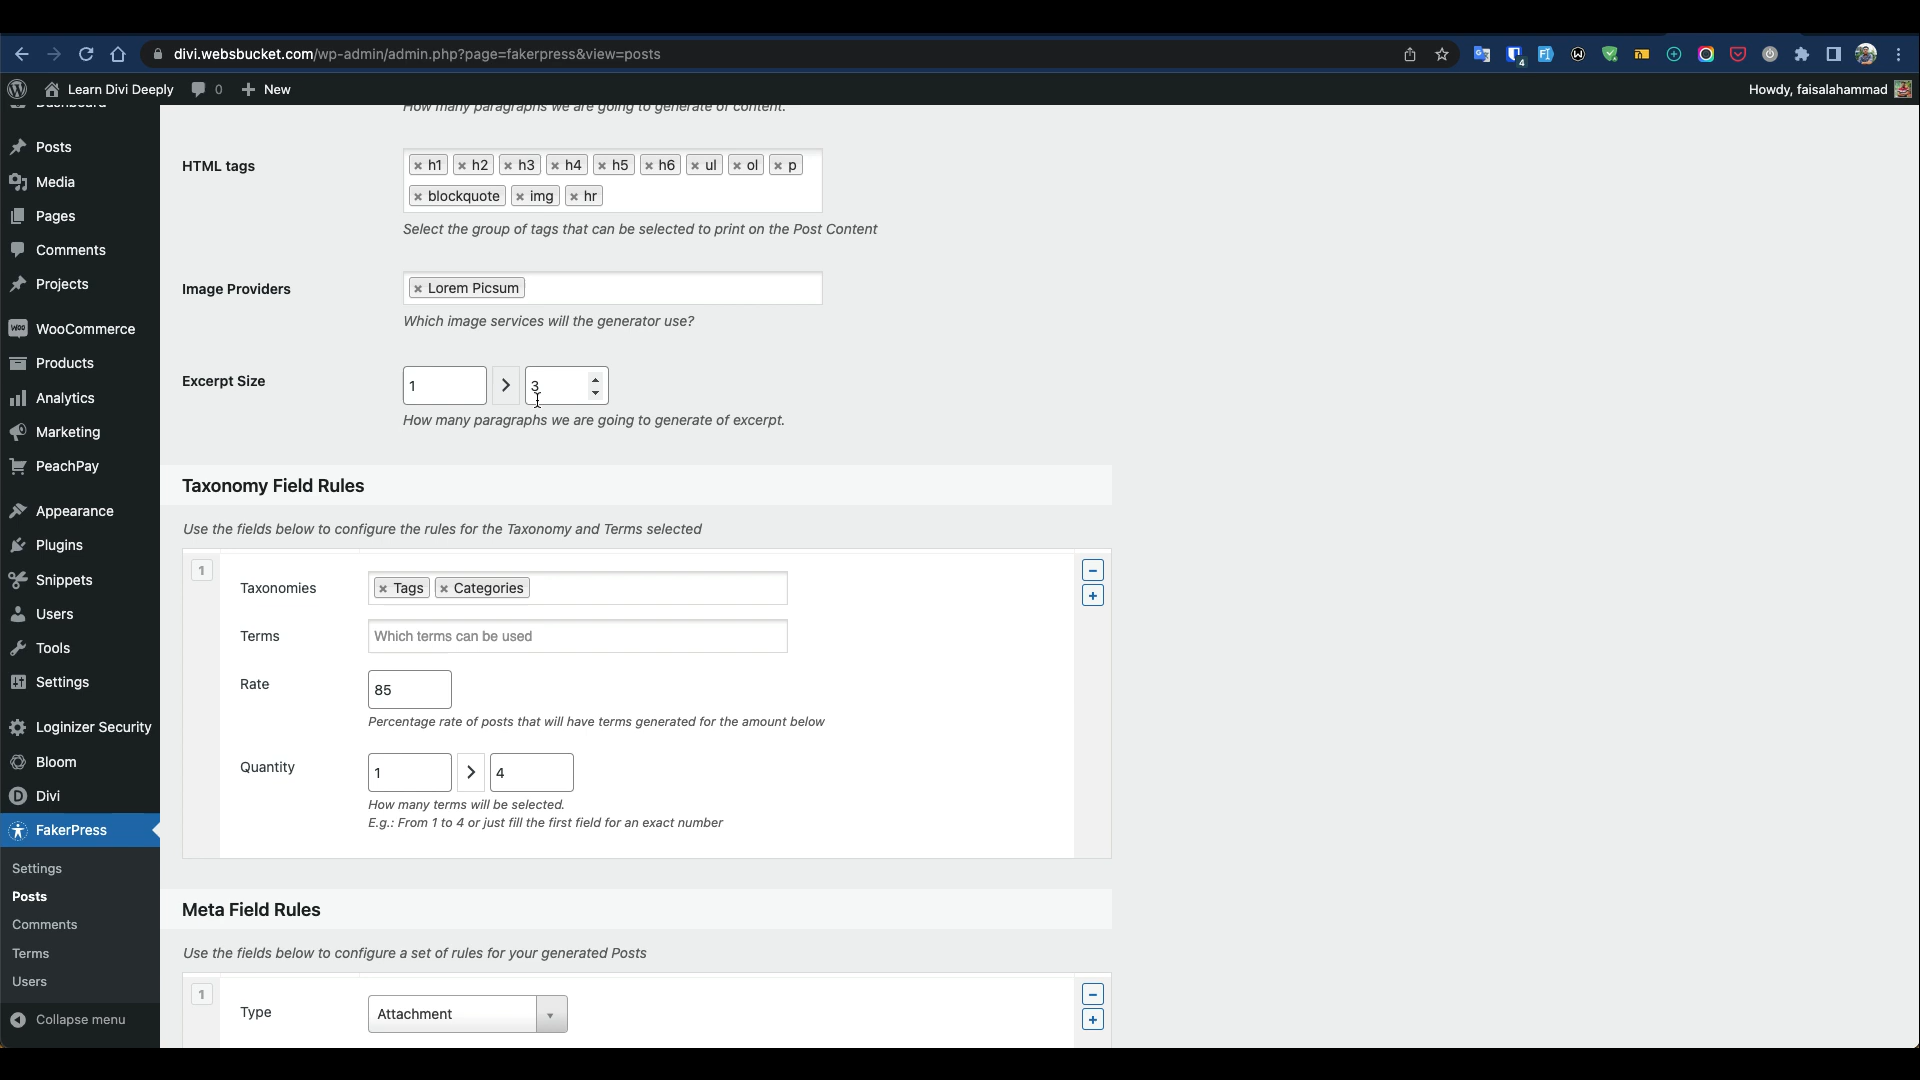 divi.websbucket.com/wp-admin/admin.php?page=fakerpress&view=posts
4
Learn Divi Deeply
0
New
Howdy, faisalahammad
Dashboard
Posts
Media
Pages
Comments
Projects
WooCommerce
Products
Analytics
Marketing
PeachPay
Appearance
Plugins
Snippets
Users
Tools
Settings
Loginizer Security
Bloom
Divi
FakerPress
Settings
Posts
Comments
Terms
Users
Collapse menu
How many paragraphs we are going to generate of content.
HTML tags
× h1 × h2 × h3 × h4 × h5 × h6 × ul × ol × p
× blockquote × img × hr
Select the group of tags that can be selected to print on the Post Content
Image Providers
× Lorem Picsum
Which image services will the generator use?
Excerpt Size
1
3
How many paragraphs we are going to generate of excerpt.
Taxonomy Field Rules
Use the fields below to configure the rules for the Taxonomy and Terms selected
1
Taxonomies
× Tags × Categories
Terms
Which terms can be used
Rate
85
Percentage rate of posts that will have terms generated for the amount below
Quantity
1
4
How many terms will be selected.
E.g.: From 1 to 4 or just fill the first field for an exact number
Meta Field Rules
Use the fields below to configure a set of rules for your generated Posts
1
Type
Attachment